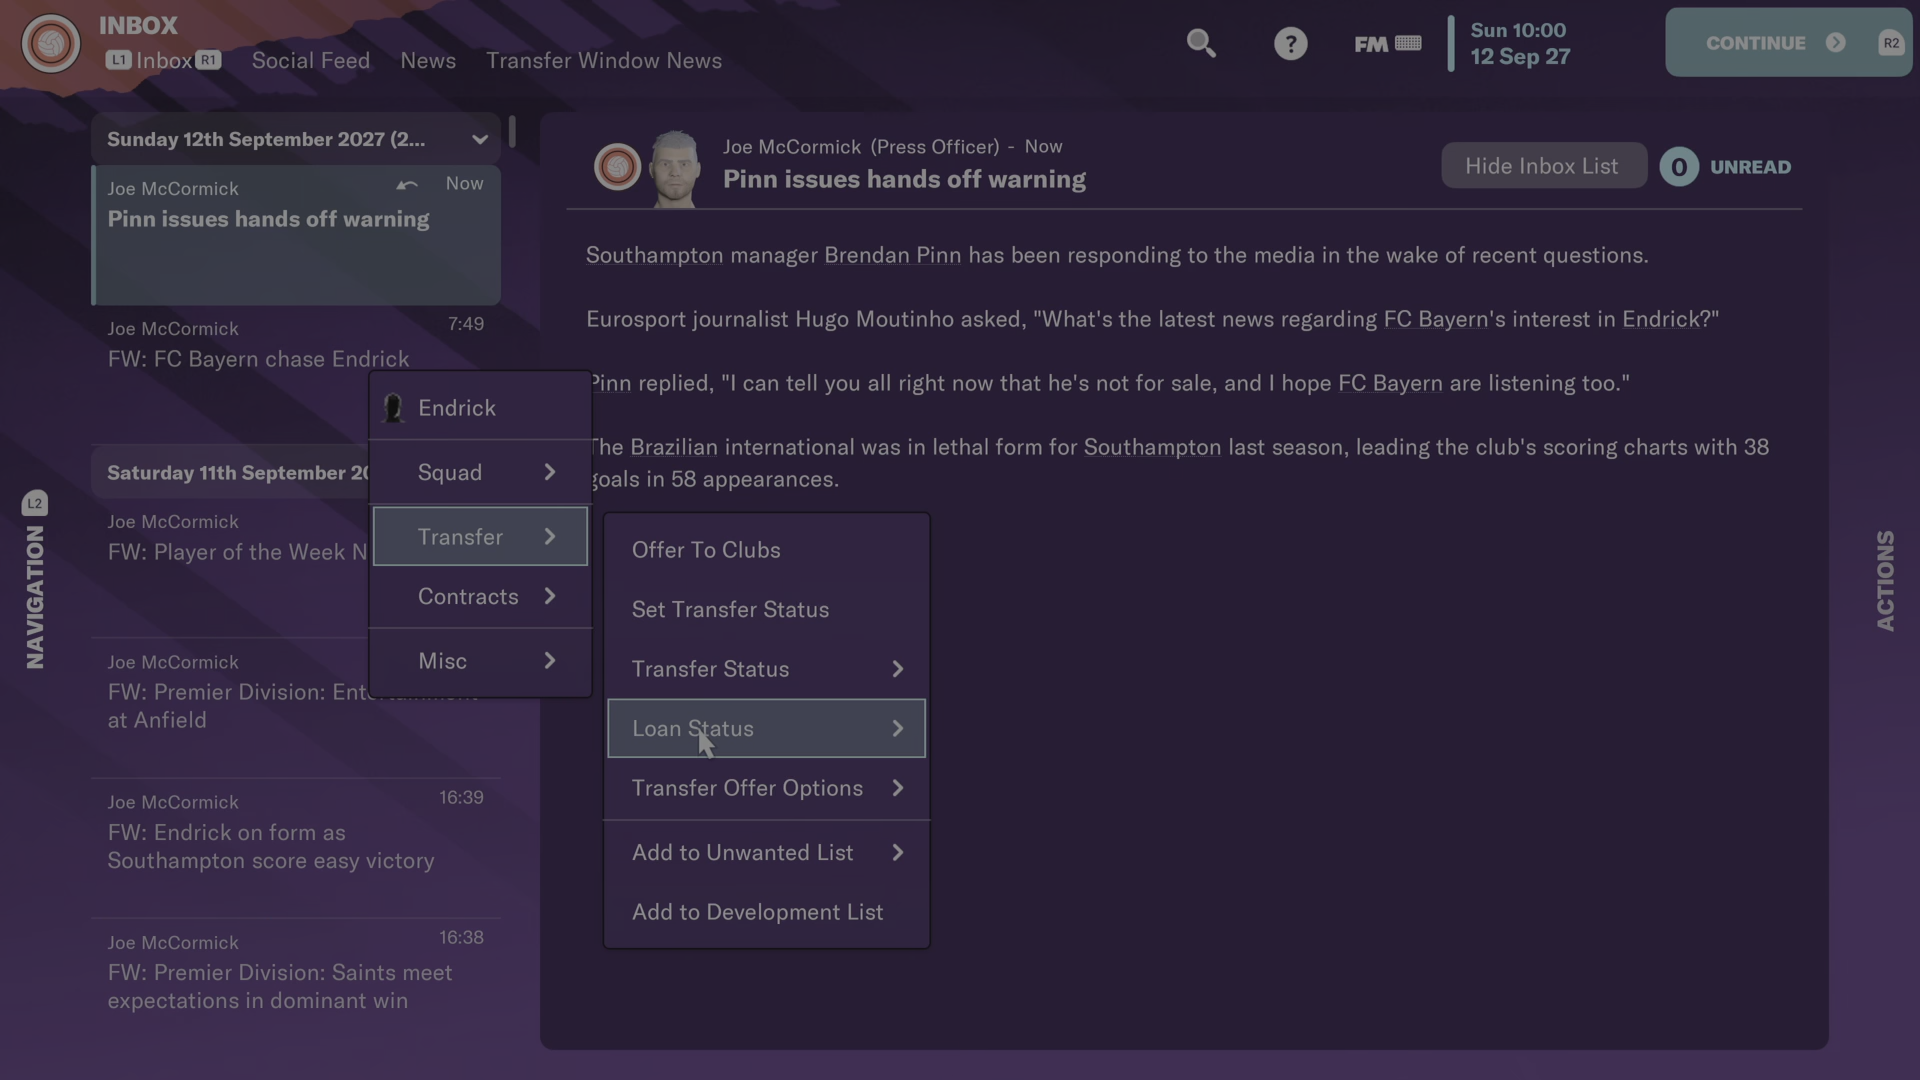 INBOX
L1 Inbox R1 Social Feed News Transfer Window News
?
FM
Sun 10:00
12 Sep 27
CONTINUE R2
Sunday 12th September 2027 (2...
Joe McCormick Now
Pinn issues hands off warning
Joe McCormick 7:49
FW: FC Bayern chase Endrick
Saturday 11th September 20
Joe McCormick
FW: Player of the Week N
Joe McCormick
FW: Premier Division: Entertainment
at Anfield
Joe McCormick 16:39
FW: Endrick on form as
Southampton score easy victory
Joe McCormick 16:38
FW: Premier Division: Saints meet
expectations in dominant win
L2
NAVIGATION
Joe McCormick (Press Officer) - Now
Pinn issues hands off warning
Hide Inbox List 0 UNREAD
Southampton manager Brendan Pinn has been responding to the media in the wake of recent questions.
Eurosport journalist Hugo Moutinho asked, "What's the latest news regarding FC Bayern's interest in Endrick?"
Pinn replied, "I can tell you all right now that he's not for sale, and I hope FC Bayern are listening too."
The Brazilian international was in lethal form for Southampton last season, leading the club's scoring charts with 38
goals in 58 appearances.
Endrick
Squad
Transfer
Contracts
Misc
Offer To Clubs
Set Transfer Status
Transfer Status
Loan Status
Transfer Offer Options
Add to Unwanted List
Add to Development List
ACTIONS